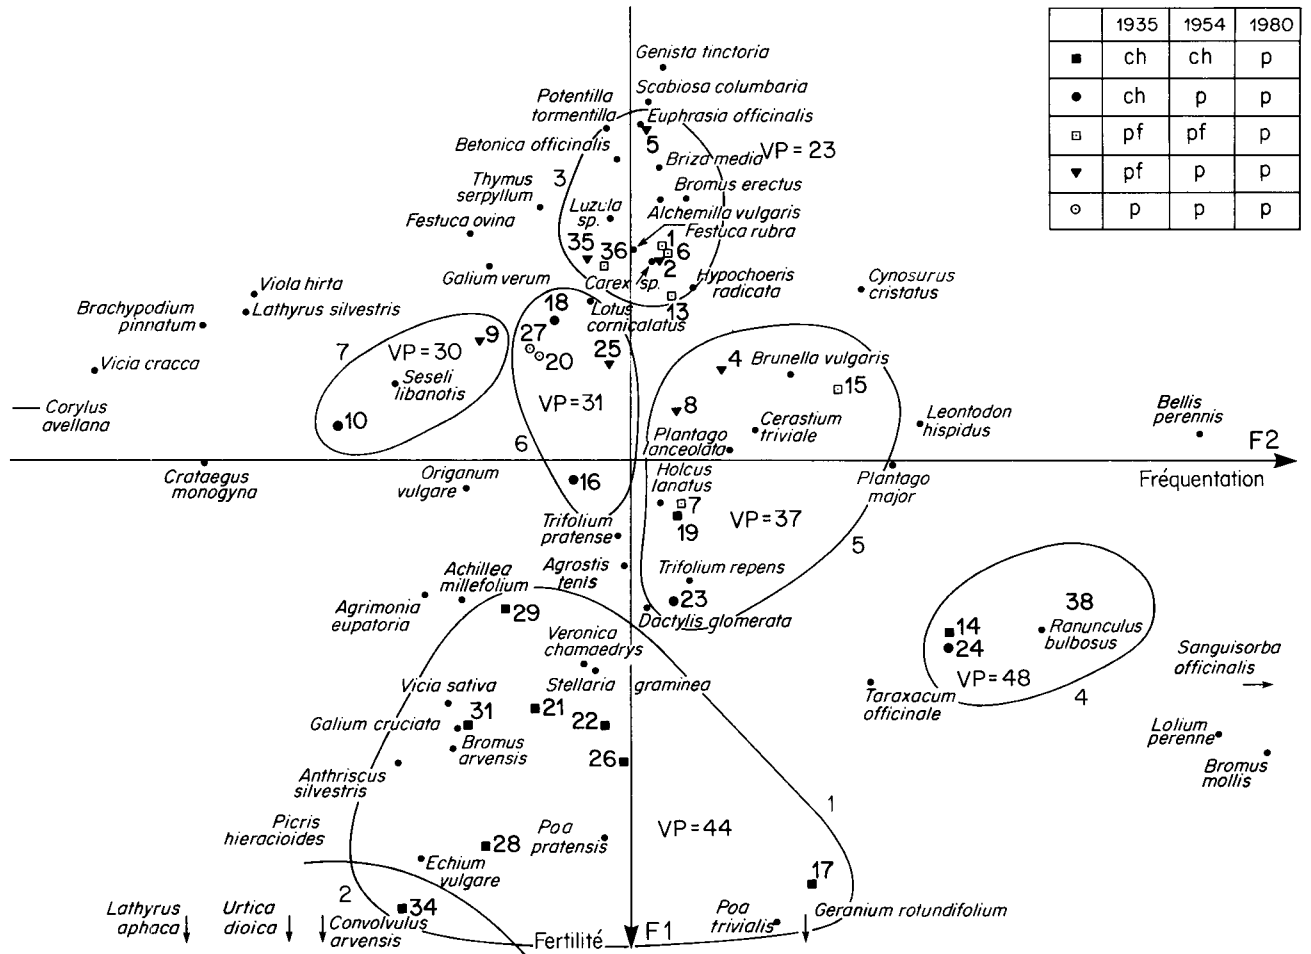 1935 1954 1980
ch ch p
ch p p
pf pf p
pf p p
p p p
Genista tinctoria
Scabiosa columbaria
Potentilla
tormentilla
Euphrasia officinalis
5
VP=23
Betonica officinalis
Briza media
3
Thymus
serpyllum
Bromus erectus
Luzula
sp.
Alchemilla vulgaris
Festuca ovina
Festuca rubra
35
36
1
6
2
Carex sp.
Galium verum
Hypochoeris
radicata
13
Cynosurus
cristatus
Viola hirta
Lathyrus silvestris
Brachypodium
pinnatum
Vicia cracca
Corylus
avellana
7
VP=30
9
Seseli
libanotis
10
18
Lotus
corniculatus
27
20
25
VP=31
6
16
4
Brunella vulgaris
15
8
Cerastium
triviale
Plantago
lanceolata
Leontodon
hispidus
Bellis
perennis
F2
Fréquentation
Crataegus
monogyna
Origanum
vulgare
Holcus
lanatus
7
19
VP=37
5
Plantago
major
Trifolium
pratense
Agrostis
tenis
Trifolium repens
23
Dactylis glomerata
Achillea
millefolium
29
Agrimonia
eupatoria
Veronica
chamaedrys
Stellaria graminea
38
14
24
Ranunculus
bulbosus
VP=48
4
Taraxacum
officinale
Sanguisorba
officinalis
Lolium
perenne
Bromus
mollis
Vicia sativa
31
21
22
26
Galium cruciata
Bromus
arvensis
Anthriscus
silvestris
Picris
hieracioides
1
VP=44
Poa
pratensis
28
Echium
vulgare
17
2
34
Lathyrus
aphaca
Urtica
dioica
Convolvulus
arvensis
Fertilité
F1
Poa
trivialis
Geranium rotundifolium